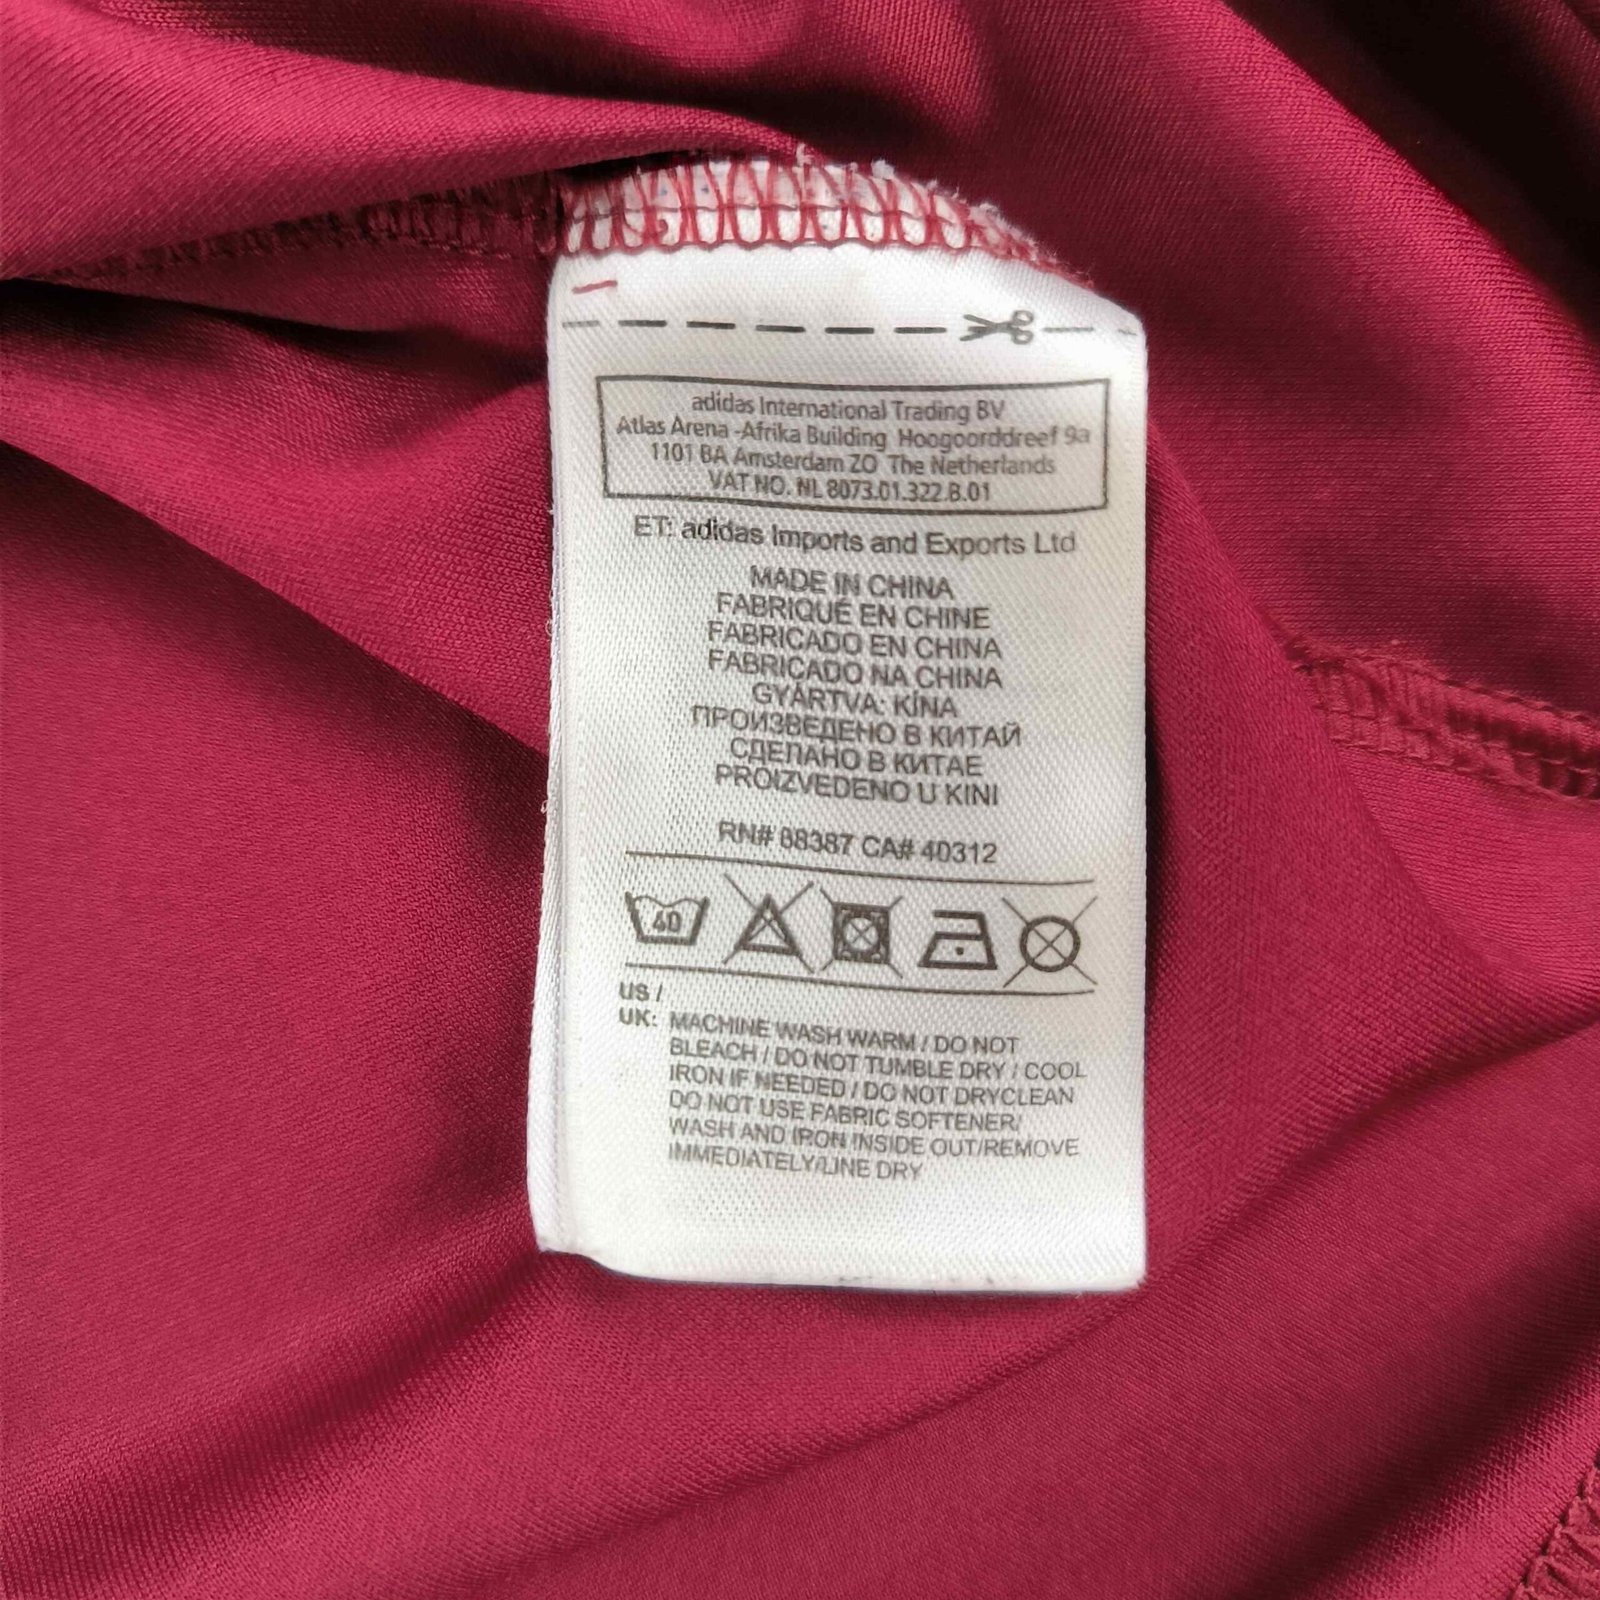 adidas International Trading BV
Atlas Arena -Afrika Building Hoogoorddreef 9a
1101 BA Amsterdam ZO The Netherlands
VAT NO. NL 8073.01.322.B.01
ET: adidas Imports and Exports Ltd
MADE IN CHINA
FABRIQUÉ EN CHINE
FABRICADO EN CHINA
FABRICADO NA CHINA
GYÁRTVA: KÍNA
ПРОИЗВЕДЕНО В КИТАЙ
СДЕЛАНО В КИТАЕ
PROIZVEDENO U KINI
RN# 88387 CA# 40312
40
US /
UK: MACHINE WASH WARM / DO NOT
BLEACH / DO NOT TUMBLE DRY / COOL
IRON IF NEEDED / DO NOT DRYCLEAN
DO NOT USE FABRIC SOFTENER/
WASH AND IRON INSIDE OUT/REMOVE
IMMEDIATELY/LINE DRY